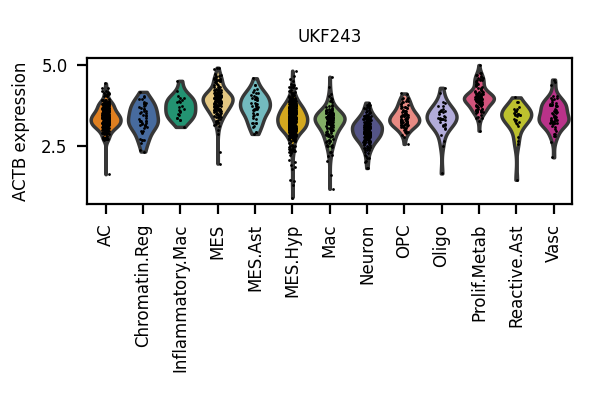 UKF243
ACTB expression
5.0
2.5
AC
Chromatin.Reg
Inflammatory.Mac
MES
MES.Ast
MES.Hyp
Mac
Neuron
OPC
Oligo
Prolif.Metab
Reactive.Ast
Vasc